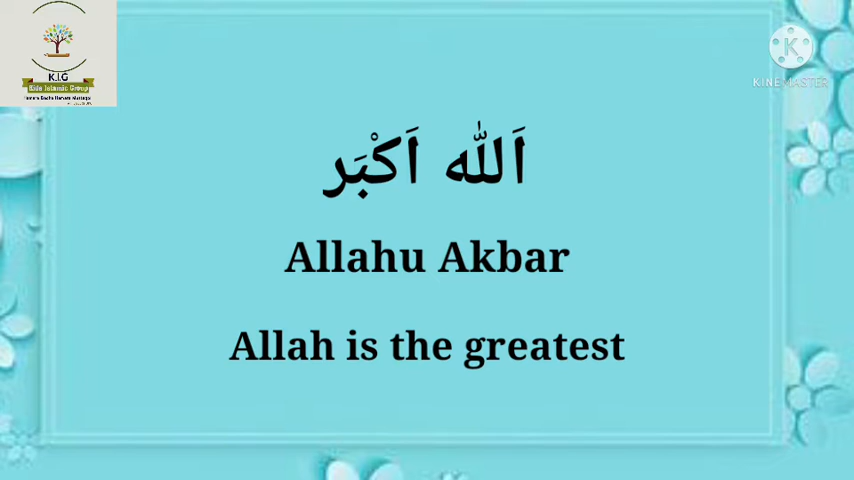 K.I.G
Kids Islamic Group
KINEMASTER
اَللّٰه اَكْبَر
Allahu Akbar
Allah is the greatest